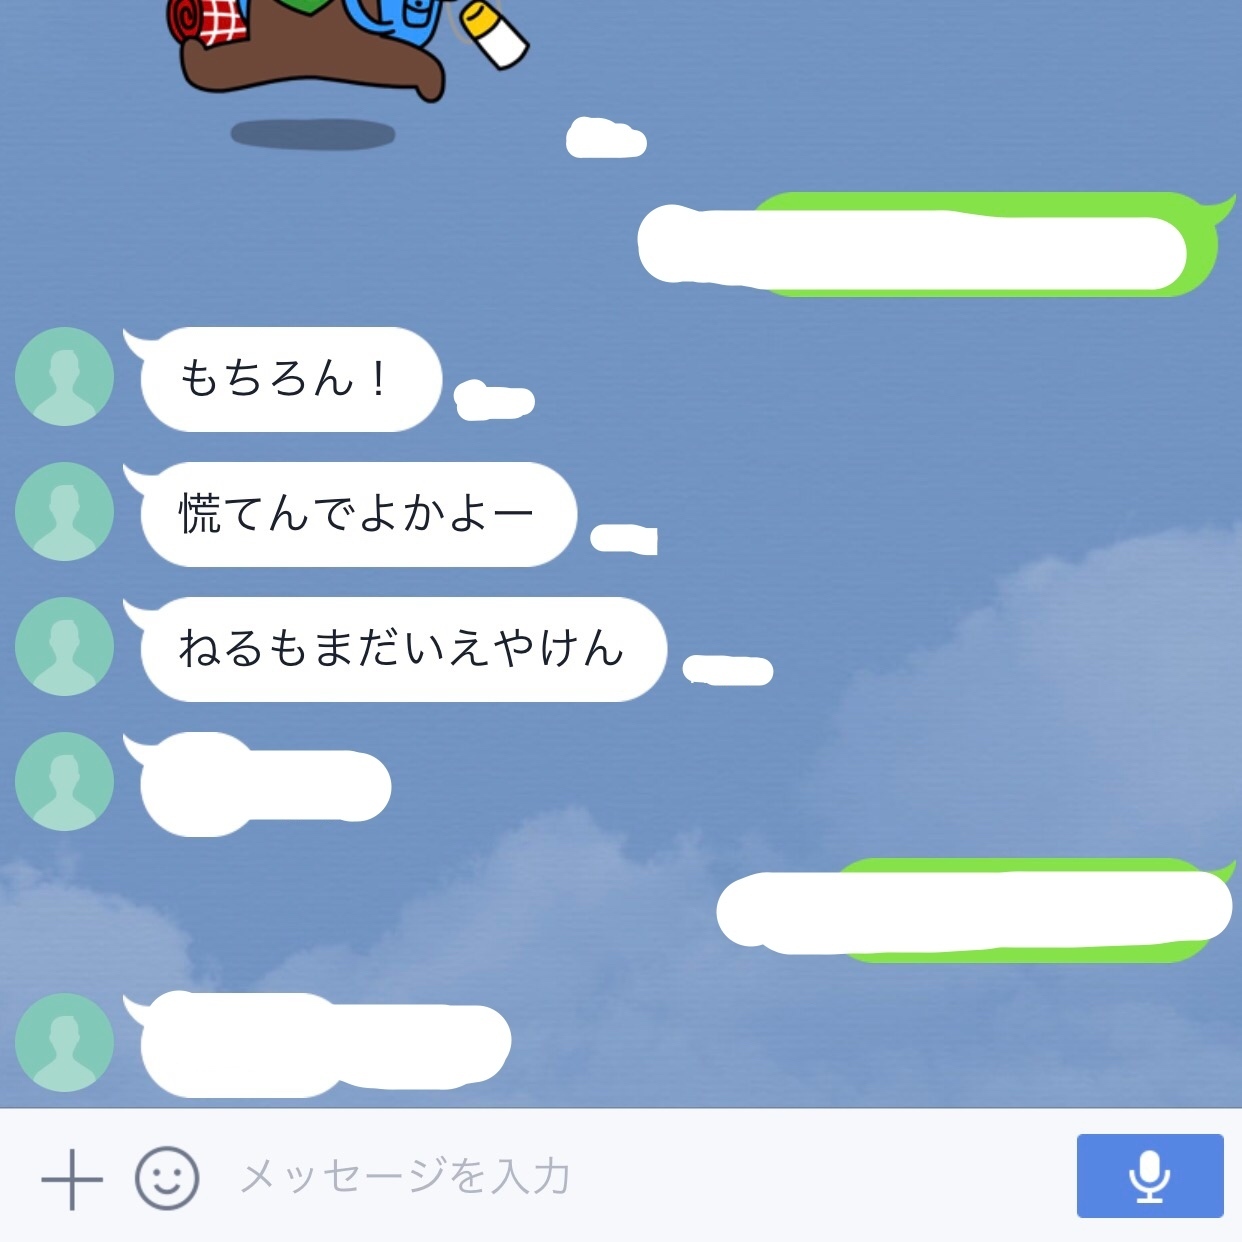 もちろん！
慌てんでよかよー
ねるもまだいえやけん
メッセージを入力